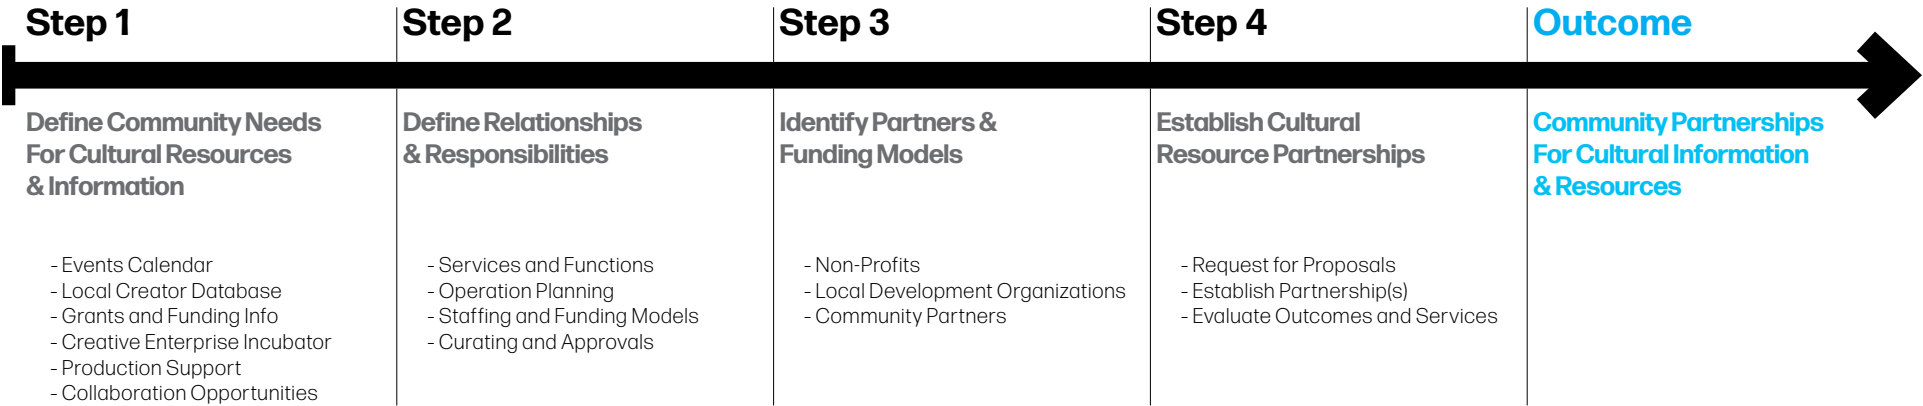 Step 1
Define Community Needs
For Cultural Resources
& Information
- Events Calendar
- Local Creator Database
- Grants and Funding Info
- Creative Enterprise Incubator
- Production Support
- Collaboration Opportunities
Step 2
Define Relationships
& Responsibilities
- Services and Functions
- Operation Planning
- Staffing and Funding Models
- Curating and Approvals
Step 3
Identify Partners &
Funding Models
- Non-Profits
- Local Development Organizations
- Community Partners
Step 4
Establish Cultural
Resource Partnerships
- Request for Proposals
- Establish Partnership(s)
- Evaluate Outcomes and Services
Outcome
Community Partnerships
For Cultural Information
& Resources